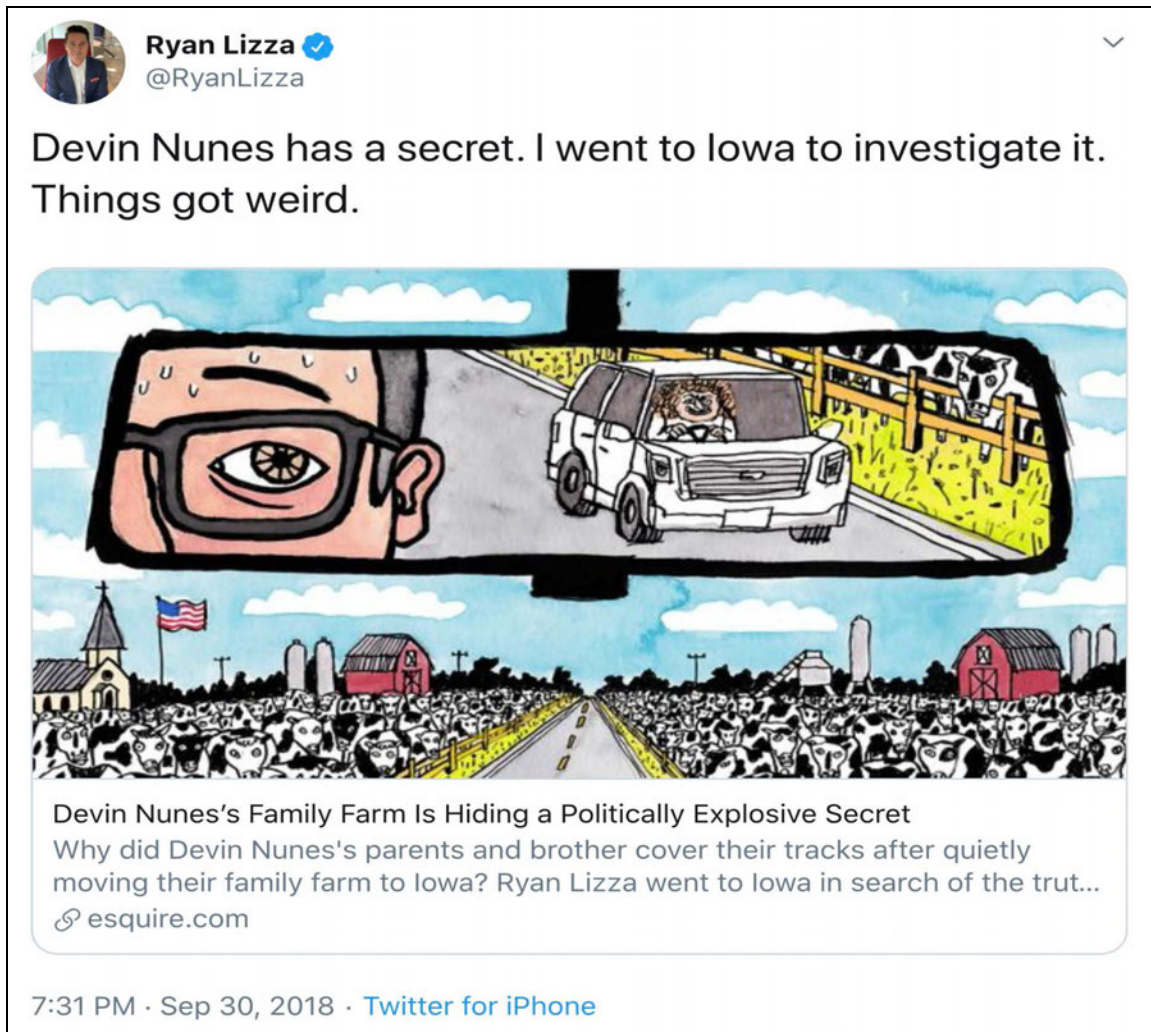 Ryan Lizza
@RyanLizza
Devin Nunes has a secret. I went to Iowa to investigate it.
Things got weird.
Devin Nunes's Family Farm Is Hiding a Politically Explosive Secret
Why did Devin Nunes's parents and brother cover their tracks after quietly
moving their family farm to Iowa? Ryan Lizza went to Iowa in search of the trut...
esquire.com
7:31 PM · Sep 30, 2018 · Twitter for iPhone